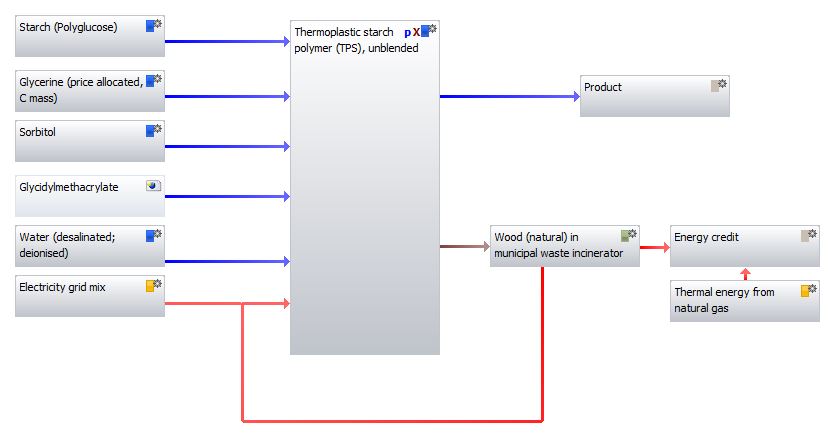 Starch (Polyglucose)
Thermoplastic starch pX
polymer (TPS), unblended
Glycerine (price allocated,
C mass)
Product
Sorbitol
Glycidylmethacrylate
Water (desalinated;
deionised)
Wood (natural) in
municipal waste incinerator
Energy credit
Electricity grid mix
Thermal energy from
natural gas